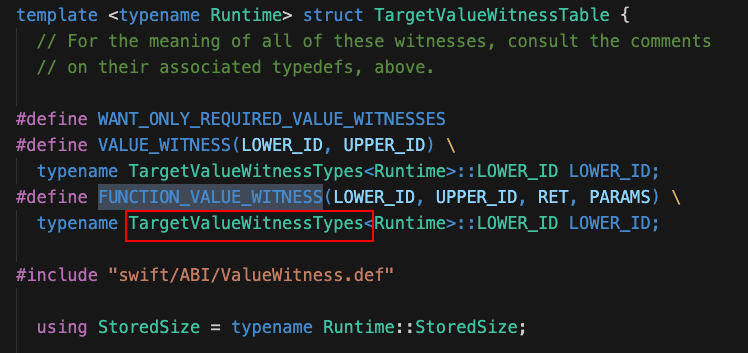 template <typename Runtime> struct TargetValueWitnessTable {
// For the meaning of all of these witnesses, consult the comments
// on their associated typedefs, above.
#define WANT_ONLY_REQUIRED_VALUE_WITNESSES
#define VALUE_WITNESS(LOWER_ID, UPPER_ID) \
typename TargetValueWitnessTypes<Runtime>::LOWER_ID LOWER_ID;
#define FUNCTION_VALUE_WITNESS(LOWER_ID, UPPER_ID, RET, PARAMS) \
typename TargetValueWitnessTypes<Runtime>::LOWER_ID LOWER_ID;
#include "swift/ABI/ValueWitness.def"
using StoredSize = typename Runtime::StoredSize;